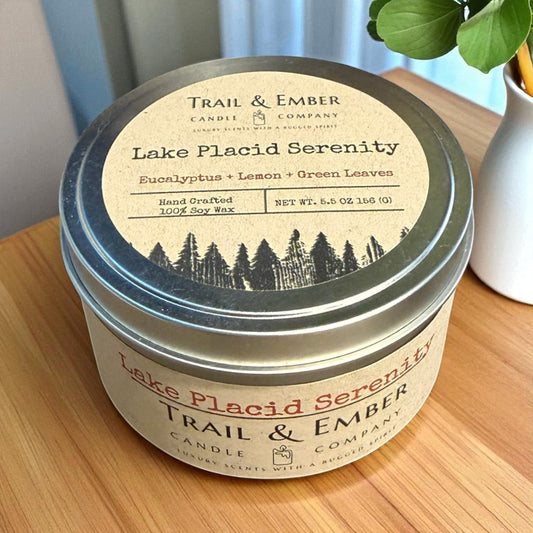 TRAIL & EMBER
CANDLE COMPANY
LUXURY SCENTS WITH A RUGGED SPIRIT
Lake Placid Serenity
Eucalyptus + Lemon + Green Leaves
Hand Crafted
100% Soy Wax
NET WT. 5.5 OZ 156 (G)
Lake Placid Serenity
TRAIL & EMBER
CANDLE COMPANY
LUXURY SCENTS WITH A RUGGED SPIRIT